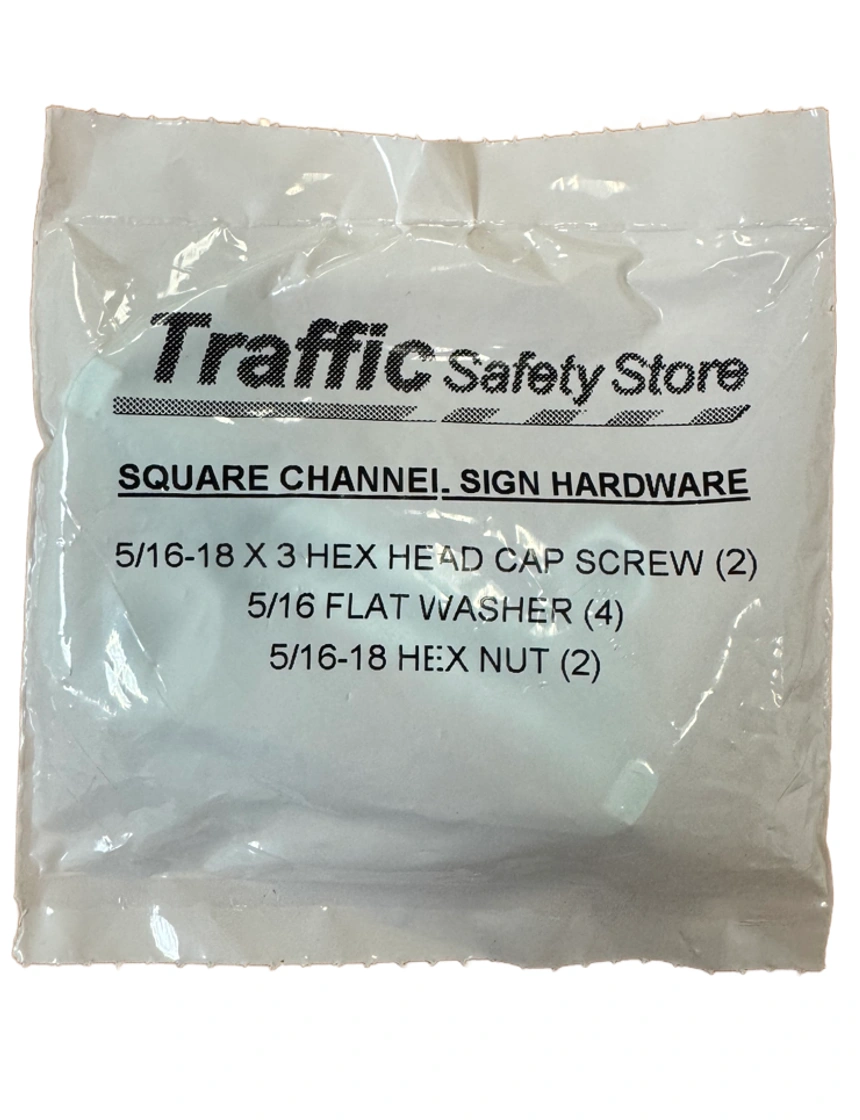 Traffic Safety Store
SQUARE CHANNEL SIGN HARDWARE
5/16-18 X 3 HEX HEAD CAP SCREW (2)
5/16 FLAT WASHER (4)
5/16-18 HEX NUT (2)